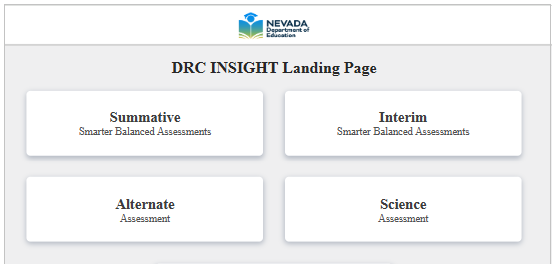 NEVADA
Department of
Education
DRC INSIGHT Landing Page
Summative
Smarter Balanced Assessments
Interim
Smarter Balanced Assessments
Alternate
Assessment
Science
Assessment